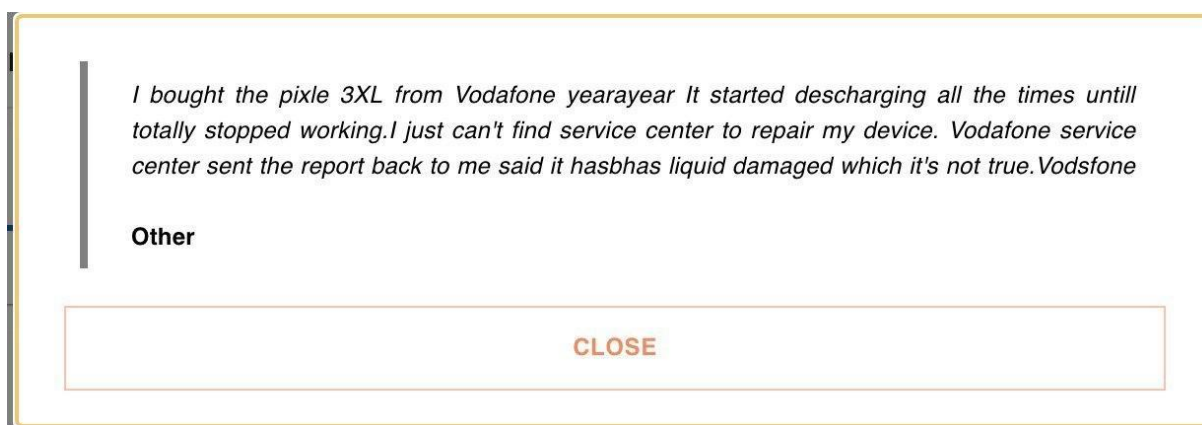 I bought the pixle 3XL from Vodafone yearayear It started descharging all the times untill
totally stopped working.I just can't find service center to repair my device. Vodafone service
center sent the report back to me said it hasbhas liquid damaged which it's not true.Vodsfone
Other
CLOSE